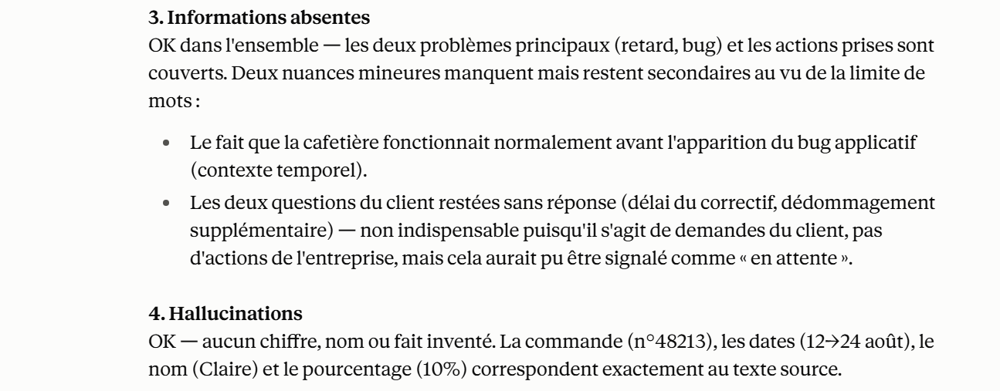 3. Informations absentes
OK dans l'ensemble — les deux problèmes principaux (retard, bug) et les actions prises sont
couverts. Deux nuances mineures manquent mais restent secondaires au vu de la limite de
mots :
• Le fait que la cafetière fonctionnait normalement avant l'apparition du bug applicatif
(contexte temporel).
• Les deux questions du client restées sans réponse (délai du correctif, dédommagement
supplémentaire) — non indispensable puisqu'il s'agit de demandes du client, pas
d'actions de l'entreprise, mais cela aurait pu être signalé comme « en attente ».
4. Hallucinations
OK — aucun chiffre, nom ou fait inventé. La commande (n°48213), les dates (12→24 août), le
nom (Claire) et le pourcentage (10%) correspondent exactement au texte source.